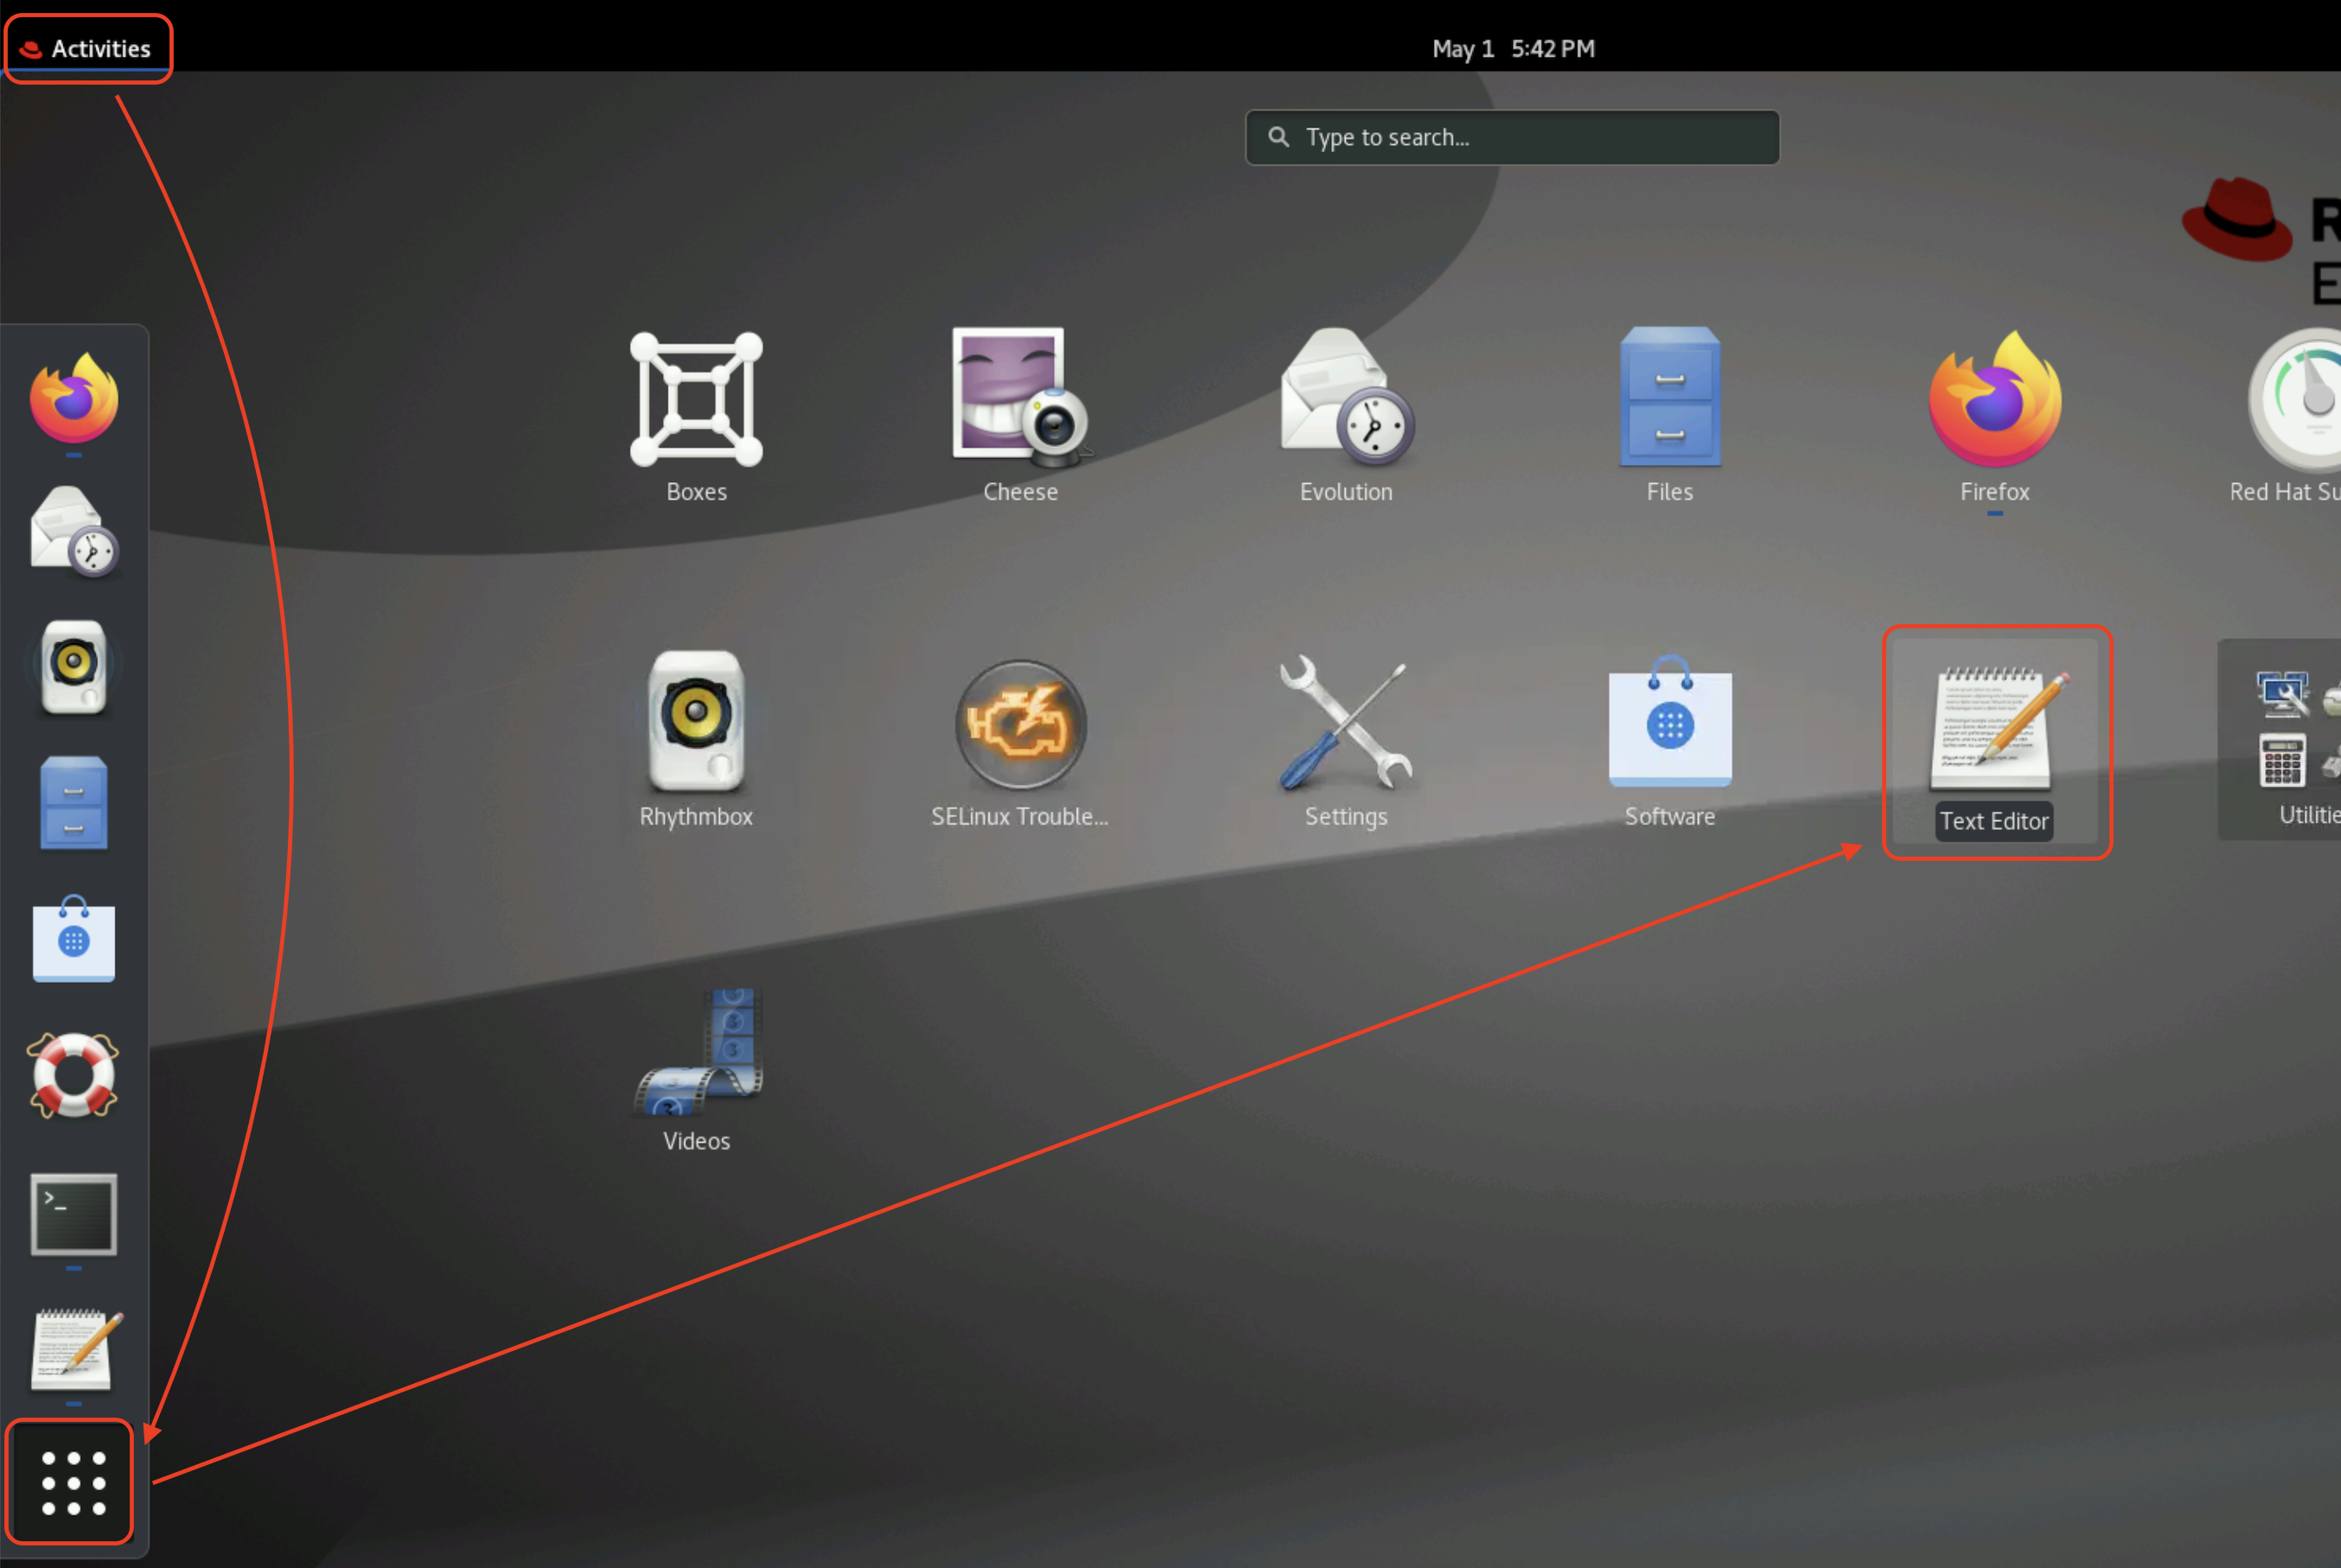 Activities
May 1 5:42 PM
Type to search...
R
E
Boxes
Cheese
Evolution
Files
Firefox
Red Hat Su
Rhythmbox
SELinux Trouble...
Settings
Software
Text Editor
Utilitie
Videos